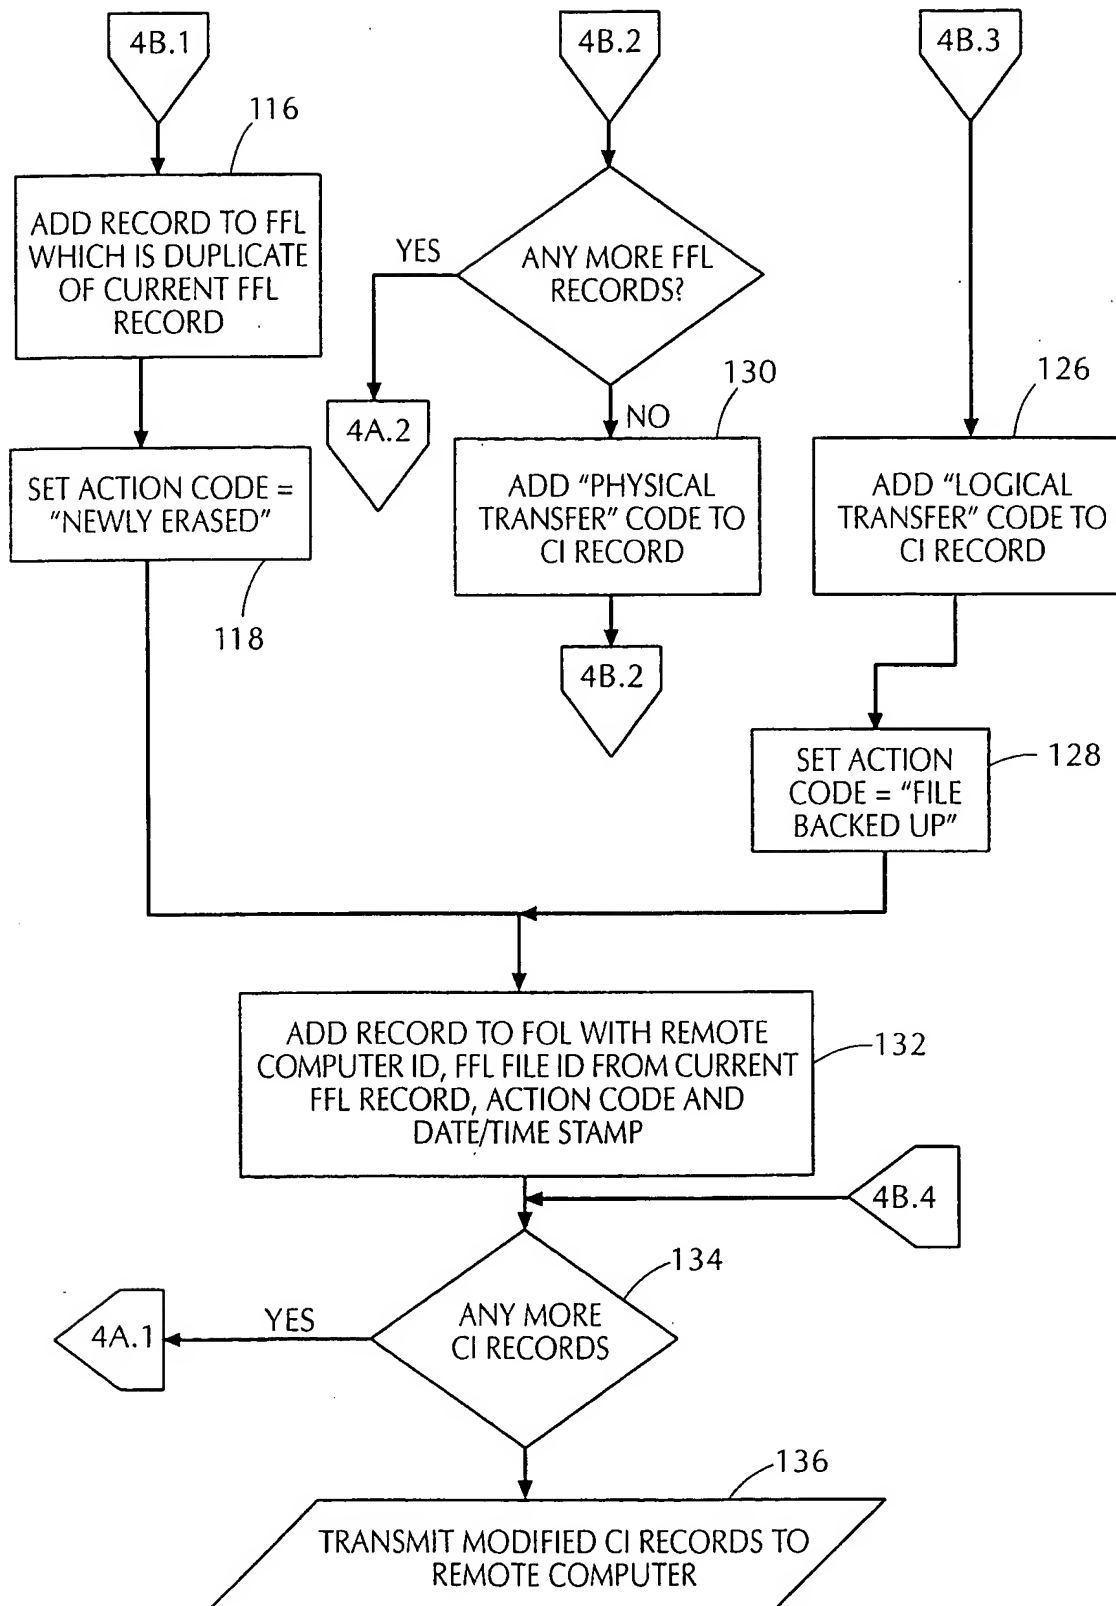 4B.1
4B.2
4B.3
116
ADD RECORD TO FFL
WHICH IS DUPLICATE
OF CURRENT FFL
RECORD
YES
ANY MORE FFL
RECORDS?
4A.2
NO
130
126
SET ACTION CODE =
“NEWLY ERASED”
118
ADD “PHYSICAL
TRANSFER” CODE TO
CI RECORD
ADD “LOGICAL
TRANSFER” CODE TO
CI RECORD
4B.2
SET ACTION
CODE = “FILE
BACKED UP”
128
ADD RECORD TO FOL WITH REMOTE
COMPUTER ID, FFL FILE ID FROM CURRENT
FFL RECORD, ACTION CODE AND
DATE/TIME STAMP
132
4B.4
134
ANY MORE
CI RECORDS
YES
4A.1
136
TRANSMIT MODIFIED CI RECORDS TO
REMOTE COMPUTER